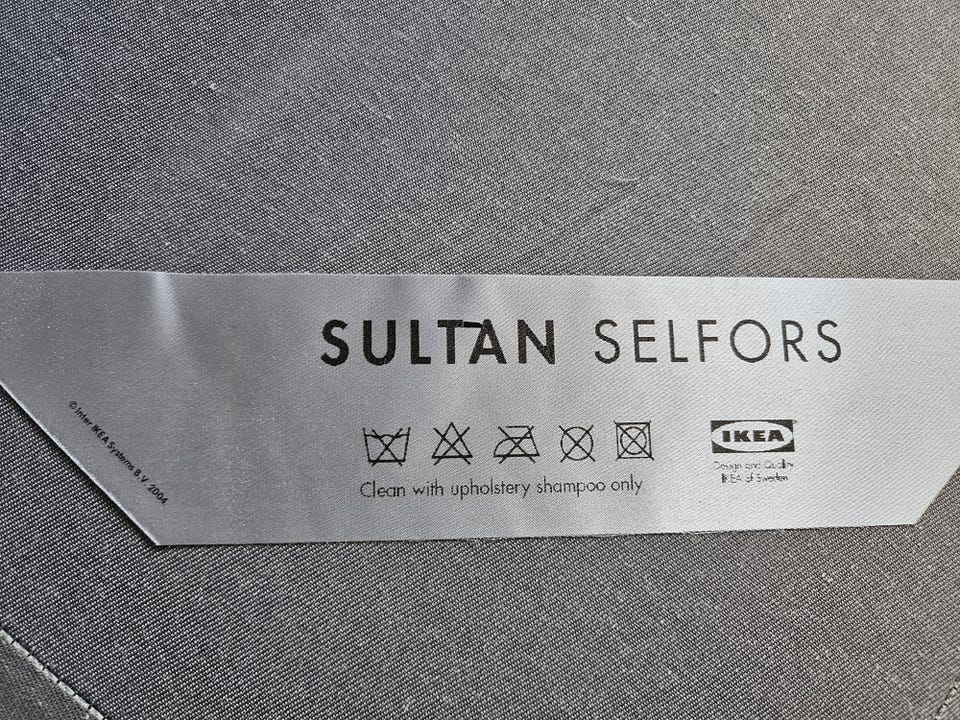 SULTAN SELFORS
© Inter IKEA Systems B.V. 2004
Clean with upholstery shampoo only
IKEA
Design and Quality
IKEA of Sweden